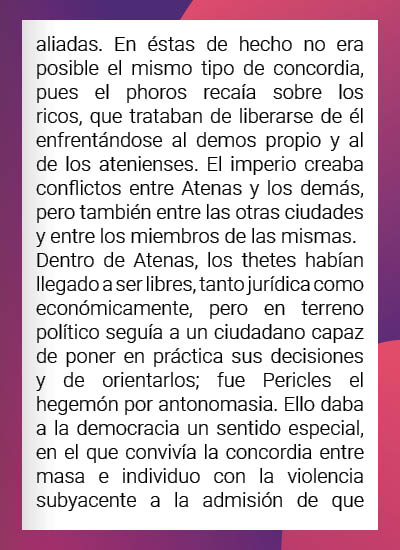 aliadas. En éstas de hecho no era
posible el mismo tipo de concordia,
pues el phoros recaía sobre los
ricos, que trataban de liberarse de él
enfrentándose al demos propio y al
de los atenienses. El imperio creaba
conflictos entre Atenas y los demás,
pero también entre las otras ciudades
y entre los miembros de las mismas.
Dentro de Atenas, los thetes habían
llegado a ser libres, tanto jurídica como
económicamente, pero en terreno
político seguía a un ciudadano capaz
de poner en práctica sus decisiones
y de orientarlos; fue Pericles el
hegemón por antonomasia. Ello daba
a la democracia un sentido especial,
en el que convivía la concordia entre
masa e individuo con la violencia
subyacente a la admisión de que